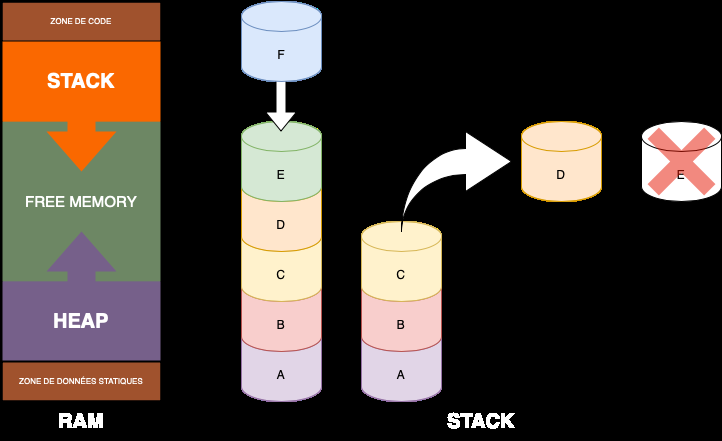 ZONE DE CODE
STACK
FREE MEMORY
HEAP
ZONE DE DONNÉES STATIQUES
RAM
F
E
D
C
B
A
C
B
A
D
E
STACK